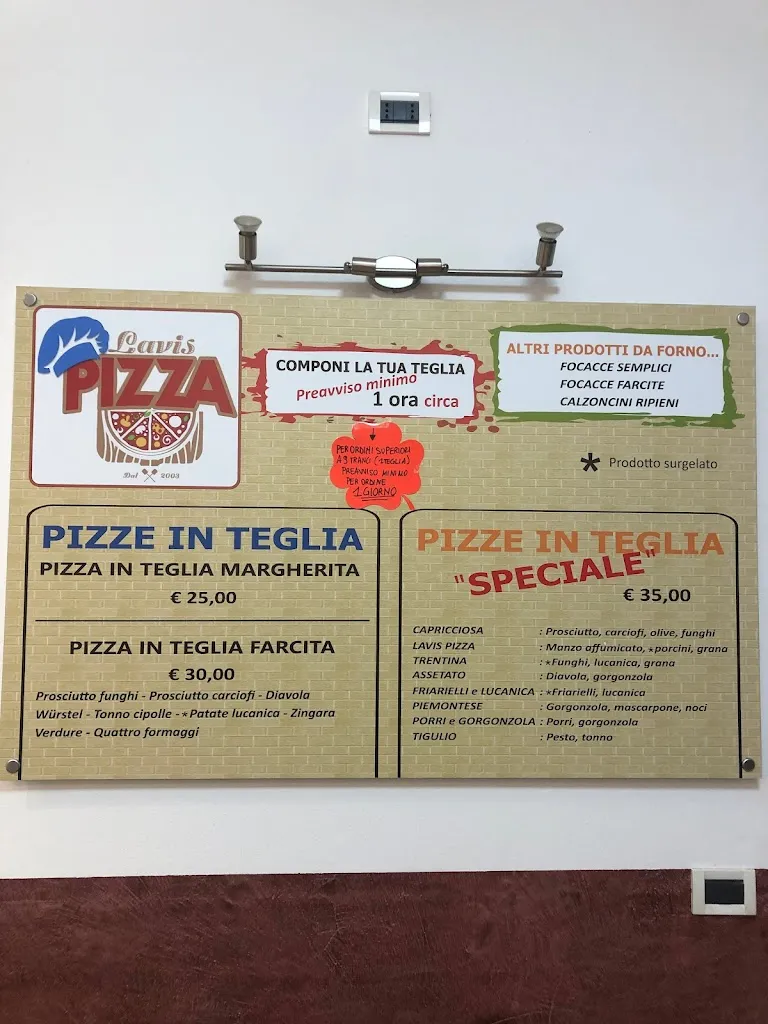 Lavis
PIZZA
Dal 2003
COMPONI LA TUA TEGLIA
Preavviso minimo
1 ora circa
PER ORDINI SUPERIORI
A 9 TRANCI (1 TEGLIA)
PREAVVISO MINIMO
PER ORDINE
1 GIORNO
ALTRI PRODOTTI DA FORNO...
FOCACCE SEMPLICI
FOCACCE FARCITE
CALZONCINI RIPIENI
* Prodotto surgelato
PIZZE IN TEGLIA
PIZZA IN TEGLIA MARGHERITA
€ 25,00
PIZZA IN TEGLIA FARCITA
€ 30,00
Prosciutto funghi - Prosciutto carciofi - Diavola
Würstel - Tonno cipolle - *Patate lucanica - Zingara
Verdure - Quattro formaggi
PIZZE IN TEGLIA
"SPECIALE"
€ 35,00
CAPRICCIOSA : Prosciutto, carciofi, olive, funghi
LAVIS PIZZA : Manzo affumicato, *porcini, grana
TRENTINA : *Funghi, lucanica, grana
ASSETATO : Diavola, gorgonzola
FRIARIELLI e LUCANICA : *Friarielli, lucanica
PIEMONTESE : Gorgonzola, mascarpone, noci
PORRI e GORGONZOLA : Porri, gorgonzola
TIGULIO : Pesto, tonno